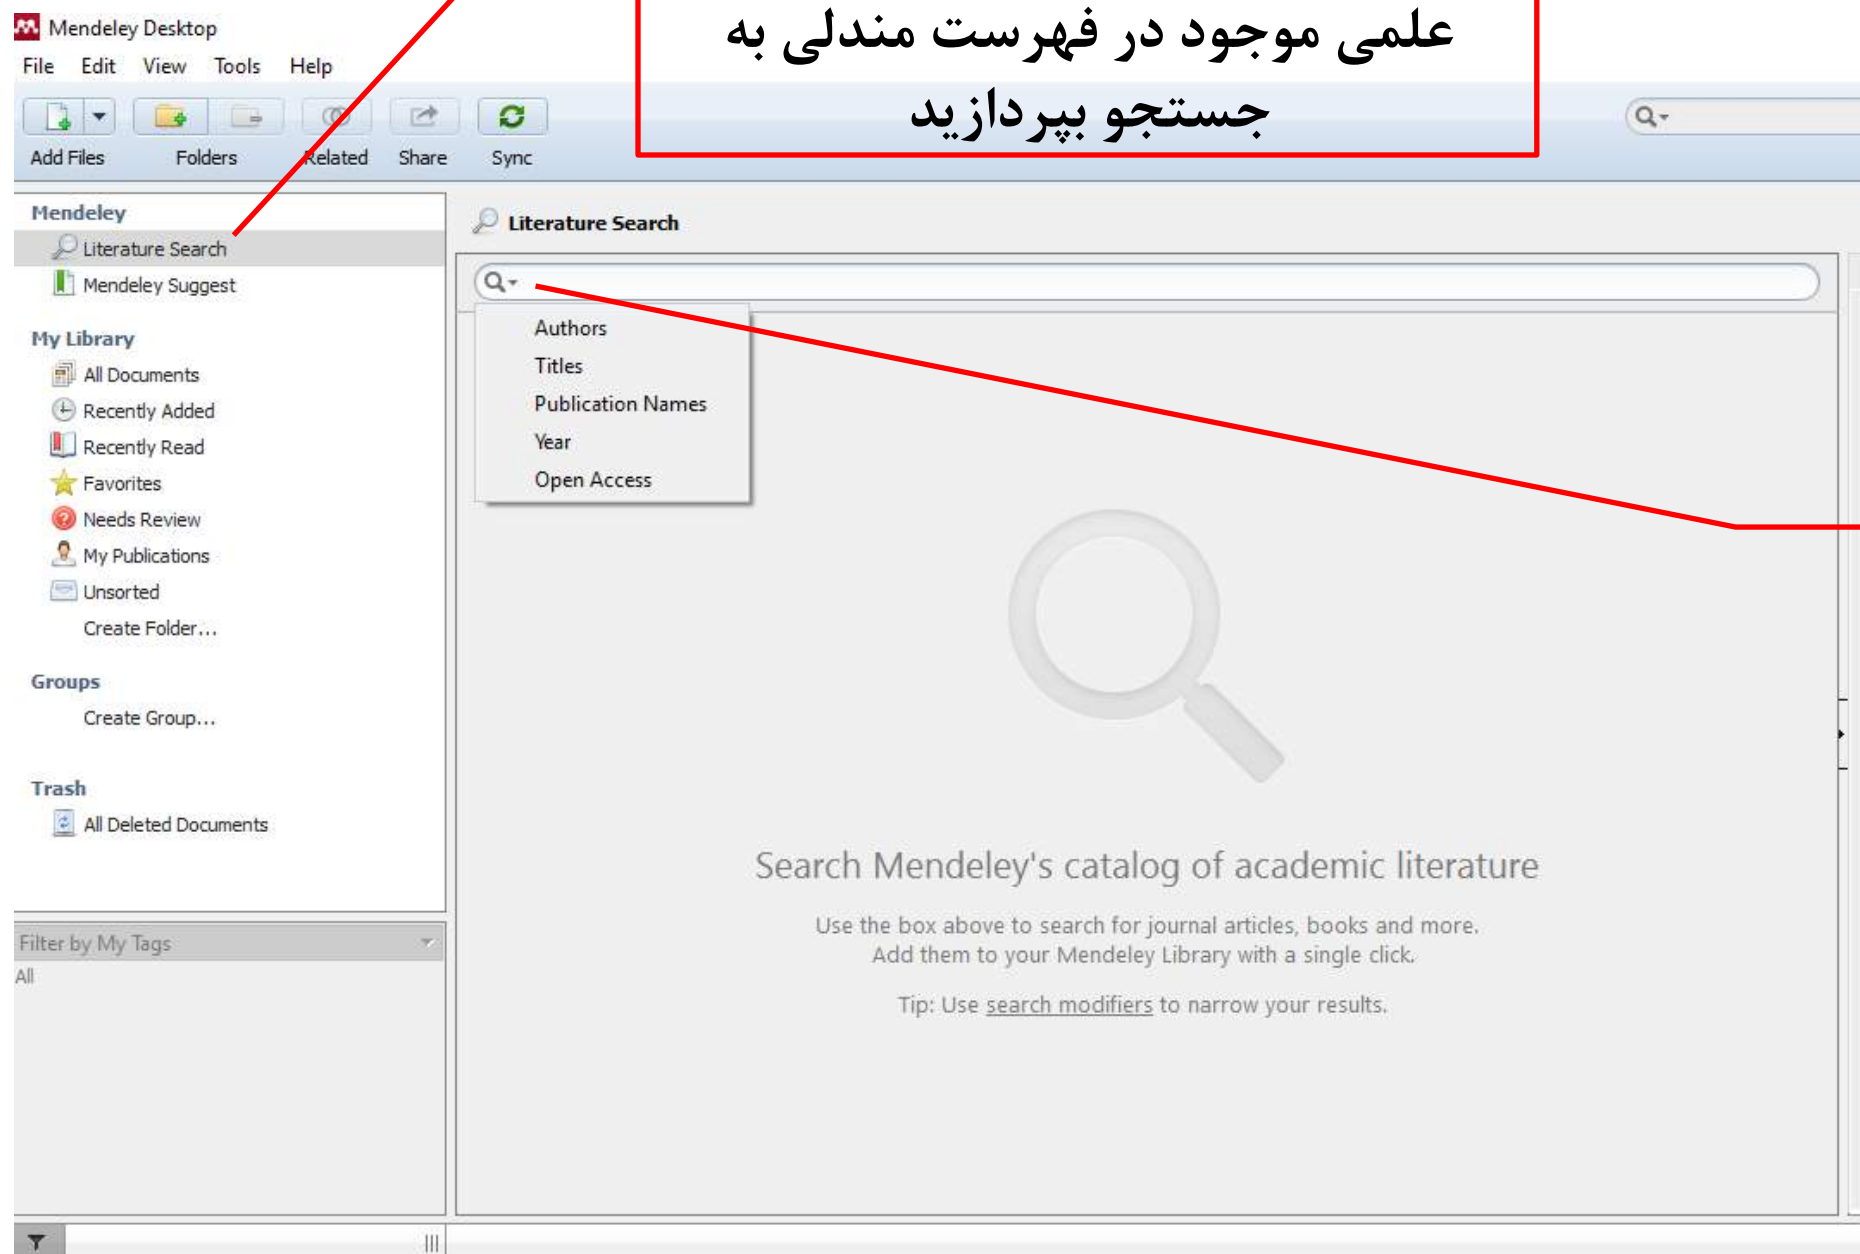 Mendeley Desktop
File Edit View Tools Help
علمی موجود در فهرست مندلی به
جستجو بپردازید
Add Files Folders Related Share Sync
Mendeley
Literature Search
Mendeley Suggest
My Library
All Documents
Recently Added
Recently Read
Favorites
Needs Review
My Publications
Unsorted
Create Folder...
Groups
Create Group...
Trash
All Deleted Documents
Filter by My Tags
All
Literature Search
Authors
Titles
Publication Names
Year
Open Access
Search Mendeley's catalog of academic literature
Use the box above to search for journal articles, books and more.
Add them to your Mendeley Library with a single click.
Tip: Use search modifiers to narrow your results.